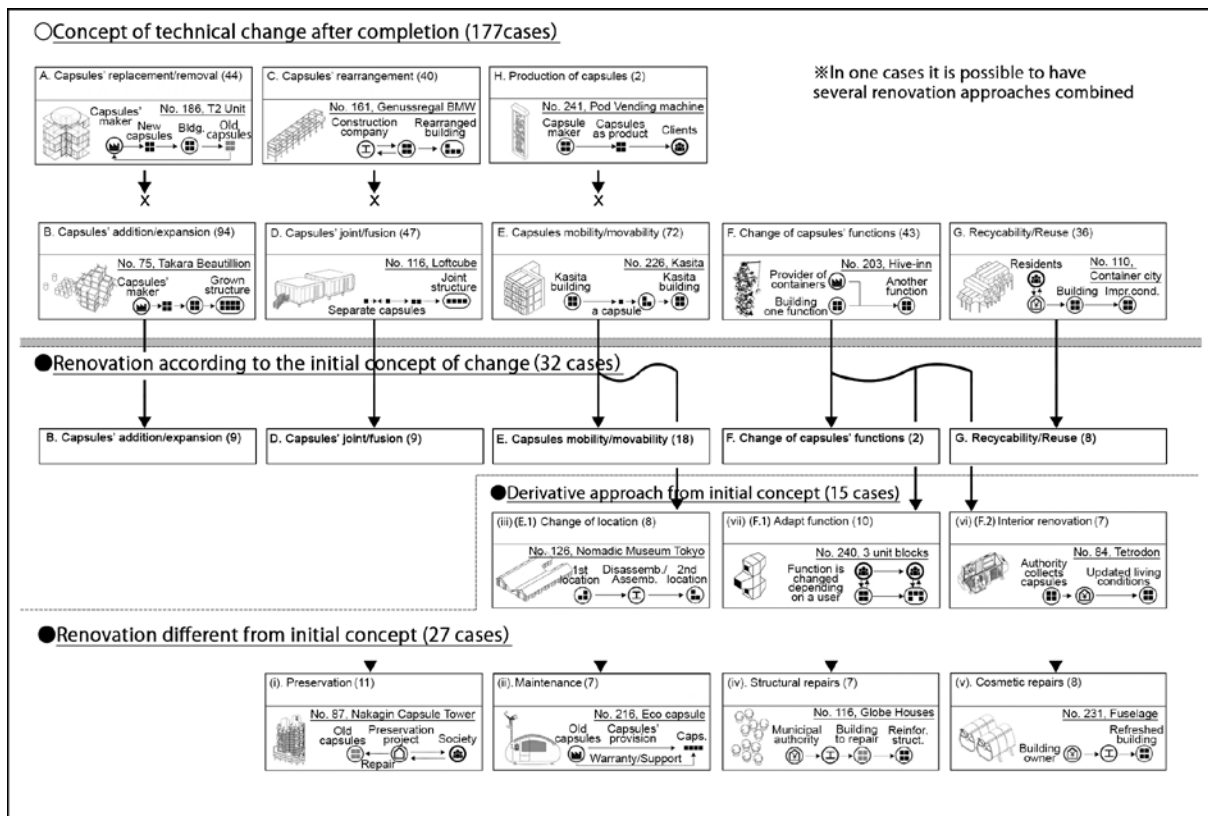 ○Concept of technical change after completion (177cases)
※In one cases it is possible to have
several renovation approaches combined
A. Capsules' replacement/removal (44)
No. 186, T2 Unit
Capsules'
maker
New
capsules
Bldg.
Old
capsules
C. Capsules' rearrangement (40)
No. 161, Genussregal BMW
Construction
company
Rearranged
building
H. Production of capsules (2)
No. 241, Pod Vending machine
Capsule
maker
Capsules
as product
Clients
X
X
X
B. Capsules' addition/expansion (94)
No. 75, Takara Beautillion
Capsules'
maker
Grown
structure
D. Capsules' joint/fusion (47)
No. 116, Loftcube
Joint
structure
Separate capsules
E. Capsules mobility/movability (72)
No. 226, Kasita
Kasita
building
Kasita
building
a capsule
F. Change of capsules' functions (43)
No. 203, Hive-inn
Provider of
containers
Another
function
Building
one function
G. Recycability/Reuse (36)
Residents
No. 110,
Container city
Building
Impr.cond.
●Renovation according to the initial concept of change (32 cases)
B. Capsules' addition/expansion (9)
D. Capsules' joint/fusion (9)
E. Capsules mobility/movability (18)
F. Change of capsules' functions (2)
G. Recycability/Reuse (8)
●Derivative approach from initial concept (15 cases)
(iii) (E.1) Change of location (8)
No. 126, Nomadic Museum Tokyo
1st
location
Disassemb./
Assemb.
2nd
location
(vii) (F.1) Adapt function (10)
No. 240, 3 unit blocks
Function is
changed
depending
on a user
(vi) (F.2) Interior renovation (7)
No. 84, Tetrodon
Authority
collects
capsules
Updated living
conditions
●Renovation different from initial concept (27 cases)
(i). Preservation (11)
No. 87, Nakagin Capsule Tower
Old
capsules
Preservation
project
Society
Repair
(ii). Maintenance (7)
No. 216, Eco capsule
Old
capsules
Capsules'
provision
Caps.
Warranty/Support
(iv). Structural repairs (7)
No. 116, Globe Houses
Municipal
authority
Building
to repair
Reinfor.
struct.
(v). Cosmetic repairs (8)
No. 231, Fuselage
Building
owner
Refreshed
building